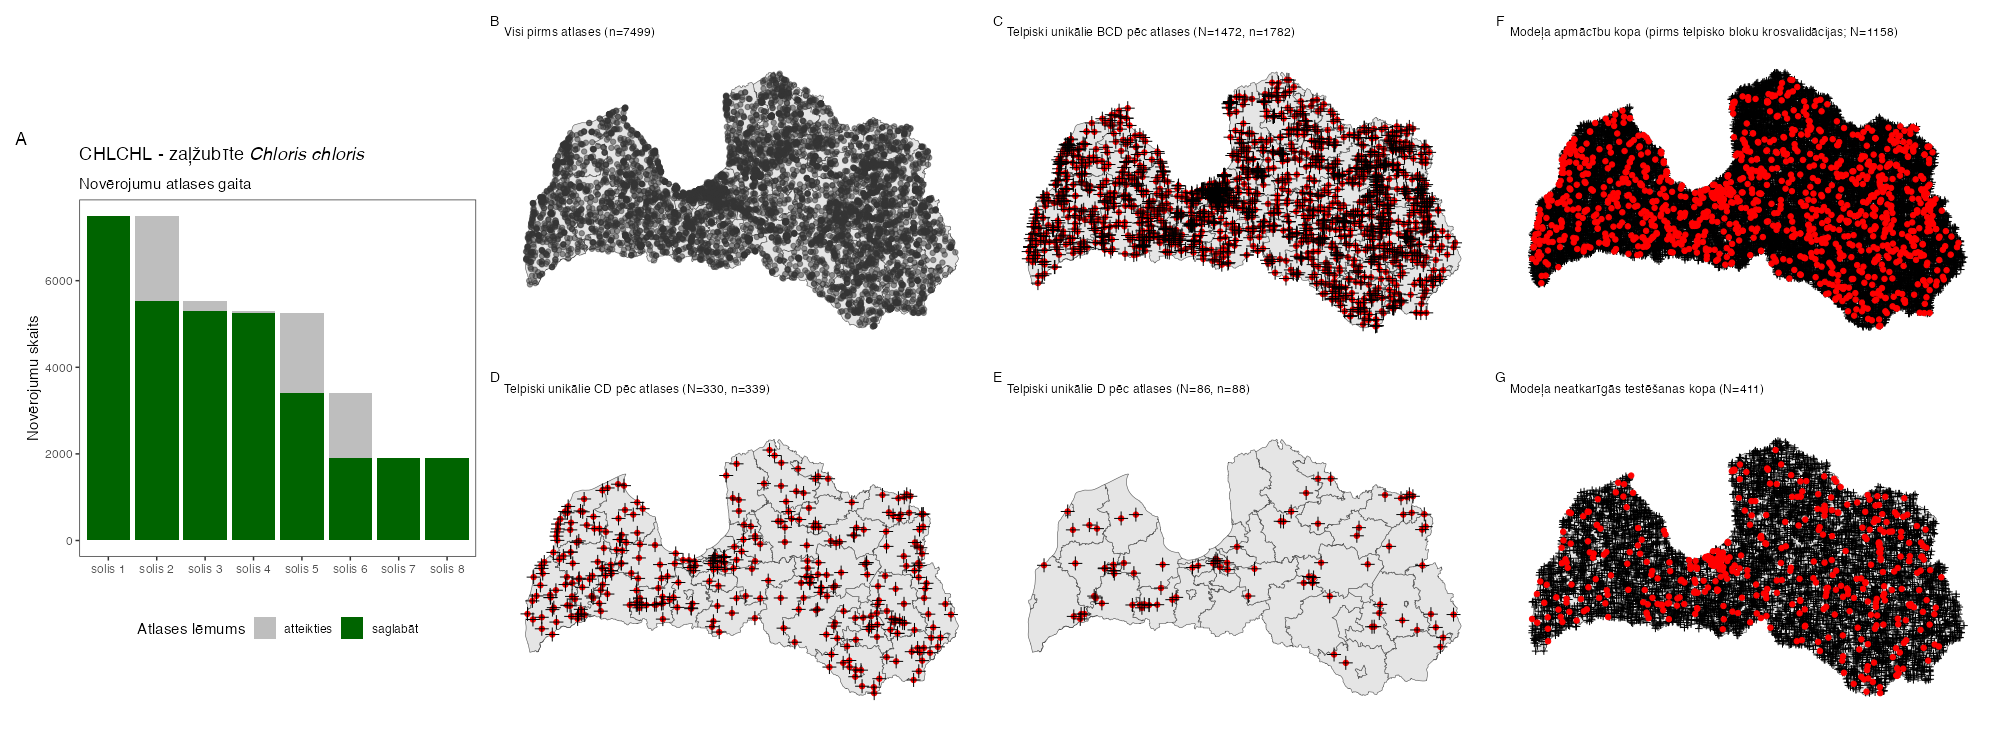 A
CHLCHL - zaļžubīte Chloris chloris
Novērojumu atlases gaita
Novērojumu skaits
6000
4000
2000
0
solis 1
solis 2
solis 3
solis 4
solis 5
solis 6
solis 7
solis 8
Atlases lēmums
atteikties
saglabāt
B
Visi pirms atlases (n=7499)
C
Telpiski unikālie BCD pēc atlases (N=1472, n=1782)
F
Modeļa apmācību kopa (pirms telpisko bloku krosvalidācijas; N=1158)
D
Telpiski unikālie CD pēc atlases (N=330, n=339)
E
Telpiski unikālie D pēc atlases (N=86, n=88)
G
Modeļa neatkarīgās testēšanas kopa (N=411)